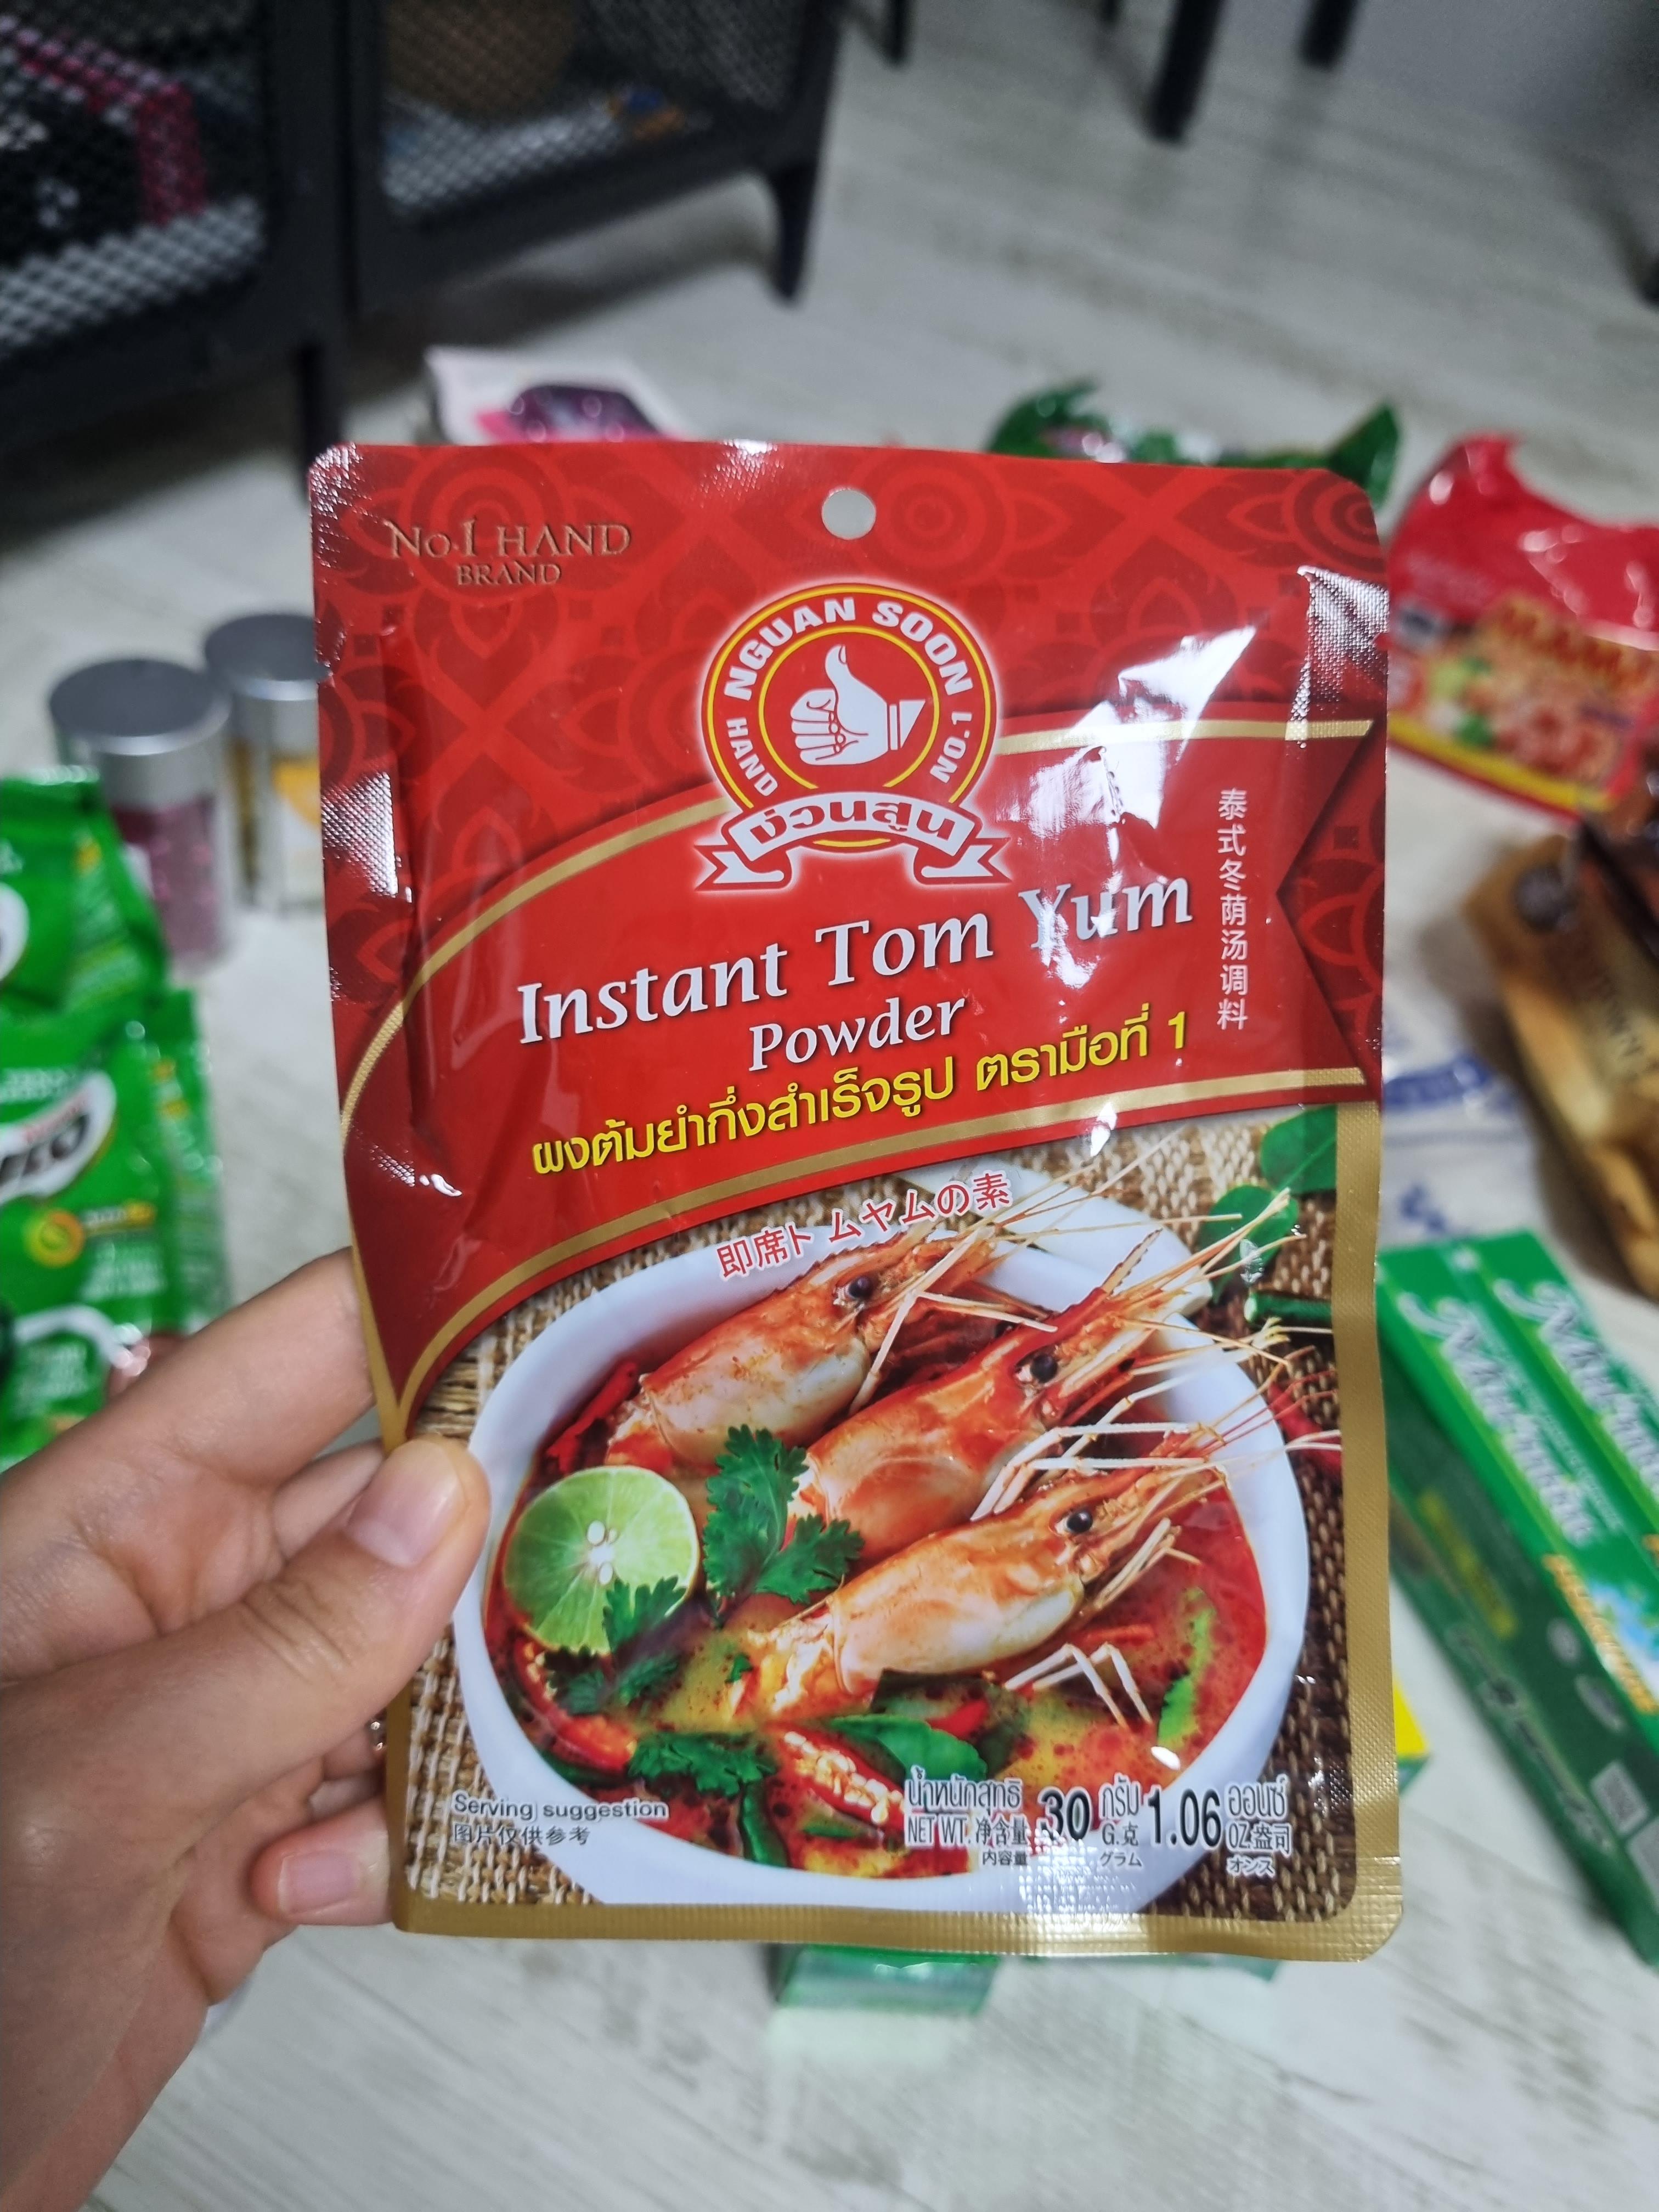 No.1 HAND
BRAND
NGUAN SOON
HAND
NO.1
ง่วนสูน
Instant Tom Yum
Powder
ผงต้มยำกึ่งสำเร็จรูป ตรามือที่ 1
泰式冬荫汤调料
即席トムヤムの素
Serving suggestion
图片仅供参考
น้ำหนักสุทธิ 30 กรัม 1.06 ออนซ์
NET WT. 净含量 G.克 OZ.盎司
内容量 グラム オンス